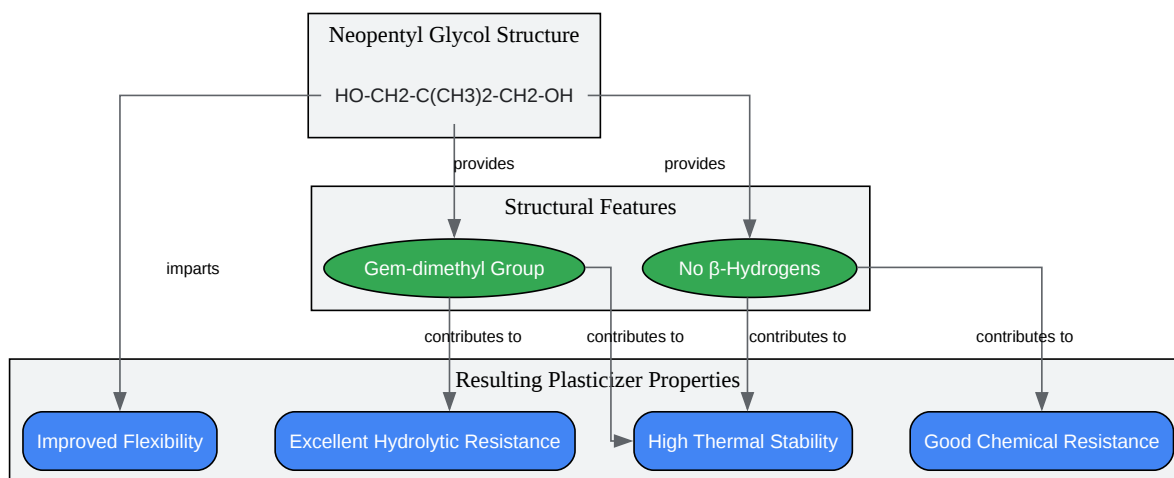 Neopentyl Glycol Structure
HO-CH2-C(CH3)2-CH2-OH
provides
provides
Structural Features
imparts
Gem-dimethyl Group
No β-Hydrogens
contributes to
contributes to
contributes to
contributes to
Resulting Plasticizer Properties
Improved Flexibility
Excellent Hydrolytic Resistance
High Thermal Stability
Good Chemical Resistance